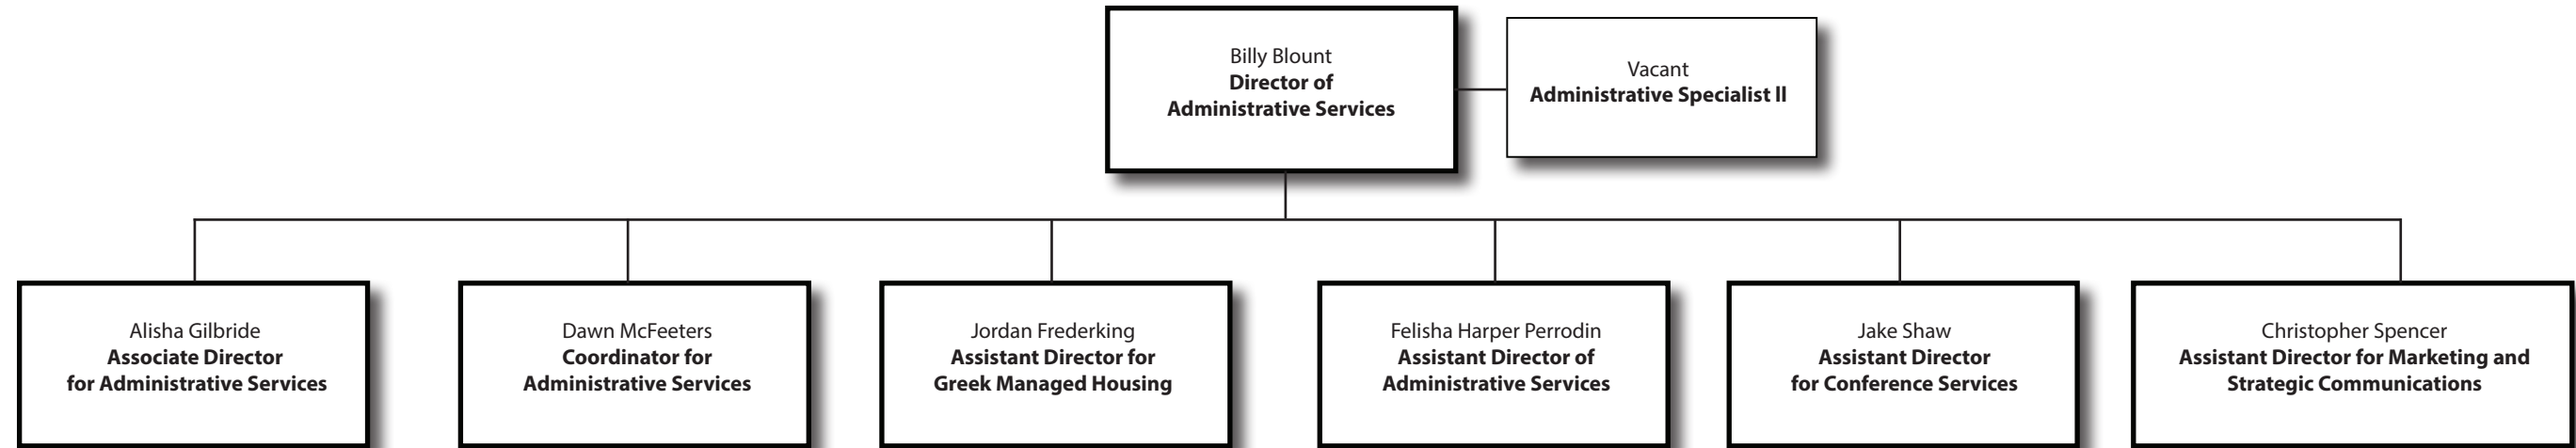 Billy Blount
Director of
Administrative Services
Vacant
Administrative Specialist ll
Alisha Gilbride
Associate Director
for Administrative Services
Dawn McFeeters
Coordinator for
Administrative Services
Jordan Frederking
Assistant Director for
Greek Managed Housing
Felisha Harper Perrodin
Assistant Director of
Administrative Services
Jake Shaw
Assistant Director
for Conference Services
Christopher Spencer
Assistant Director for Marketing and
Strategic Communications